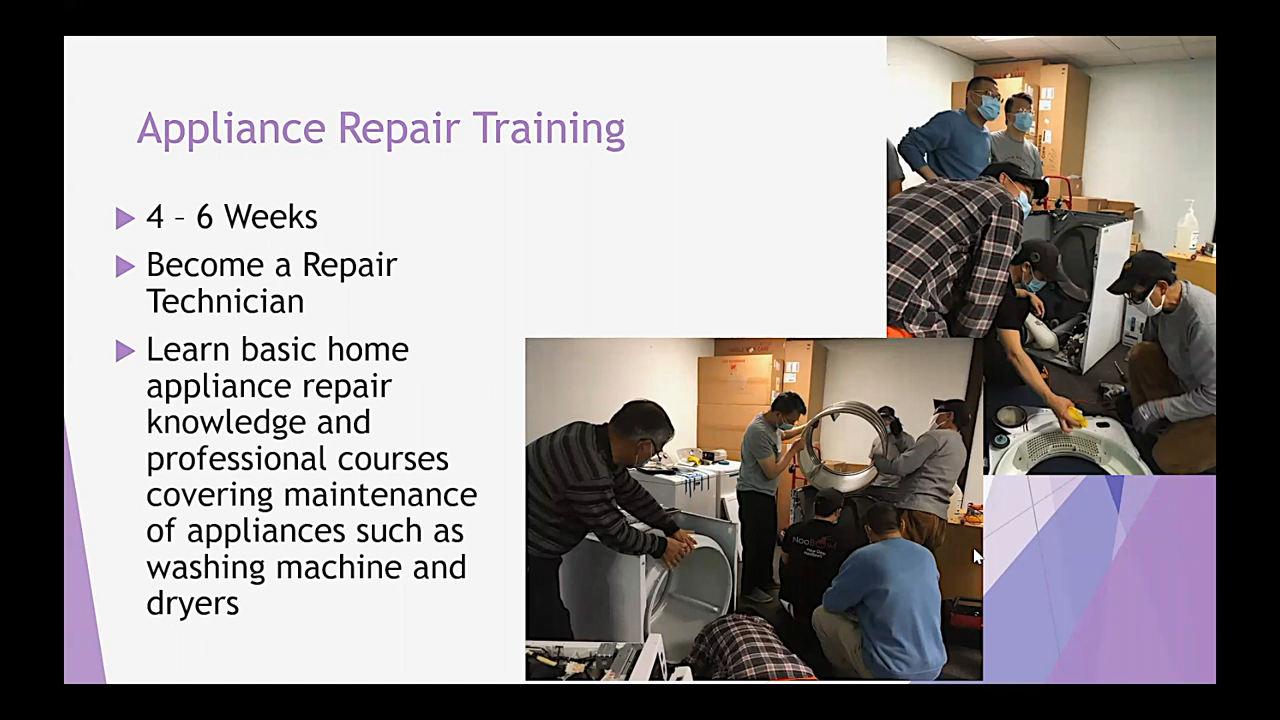 Appliance Repair Training
4 – 6 Weeks
Become a Repair
Technician
Learn basic home
appliance repair
knowledge and
professional courses
covering maintenance
of appliances such as
washing machine and
dryers